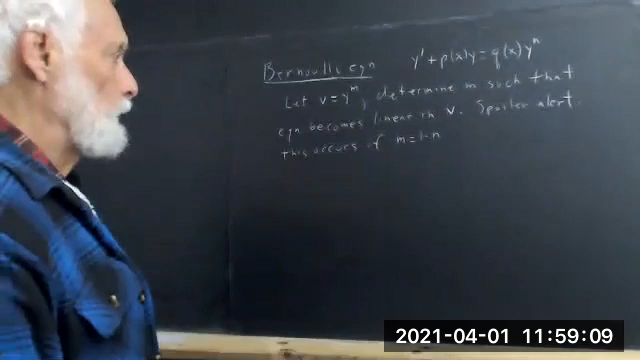 Bernoulli eqn y' + p(x)y = q(x)y^n
Let v = y^m, determine m such that
eqn becomes linear in v. Spoiler alert.
this occurs if m = 1-n
2021-04-01 11:59:09